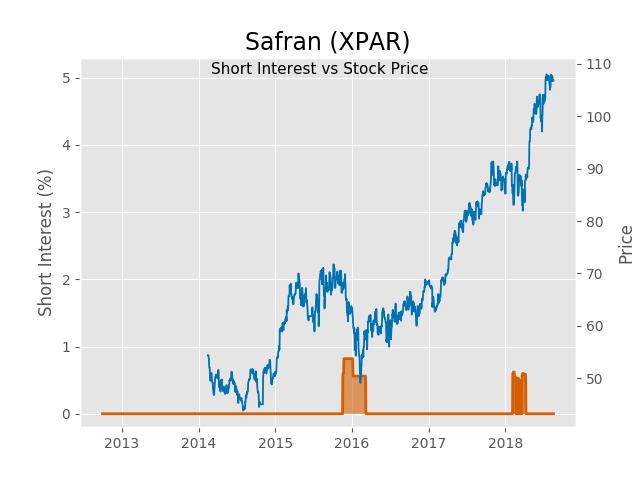 Safran (XPAR)
Short Interest vs Stock Price
Short Interest (%)
5
4
3
2
1
0
110
100
90
80
70
60
50
Price
2013 2014 2015 2016 2017 2018